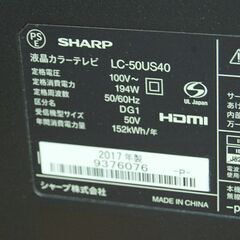 PSE
SHARP
液晶カラーテレビ LC-50US40
定格電圧 100V~
定格消費電力 194W
定格周波数 50/60Hz
区分名 DG1
受信機型サイズ 50V
年間消費電力量 152kWh/年
UL Japan
HDMI
2017年製
9376076
-P-
シャープ株式会社
MADE IN CHINA